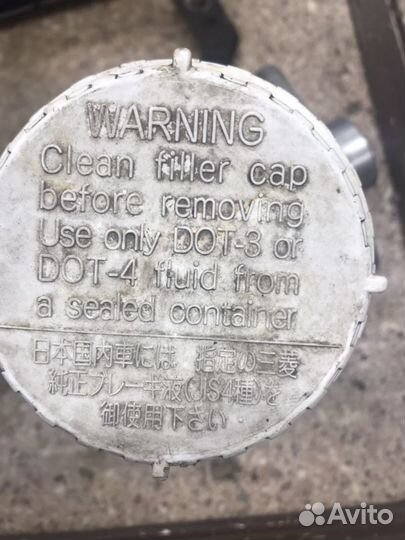 WARNING
Clean filler cap
before removing
Use only DOT-3 or
DOT-4 fluid from
a sealed container
日本国内車には 指定の三菱
純正ブレーキ液(JIS4種)を
御使用下さい
Avito